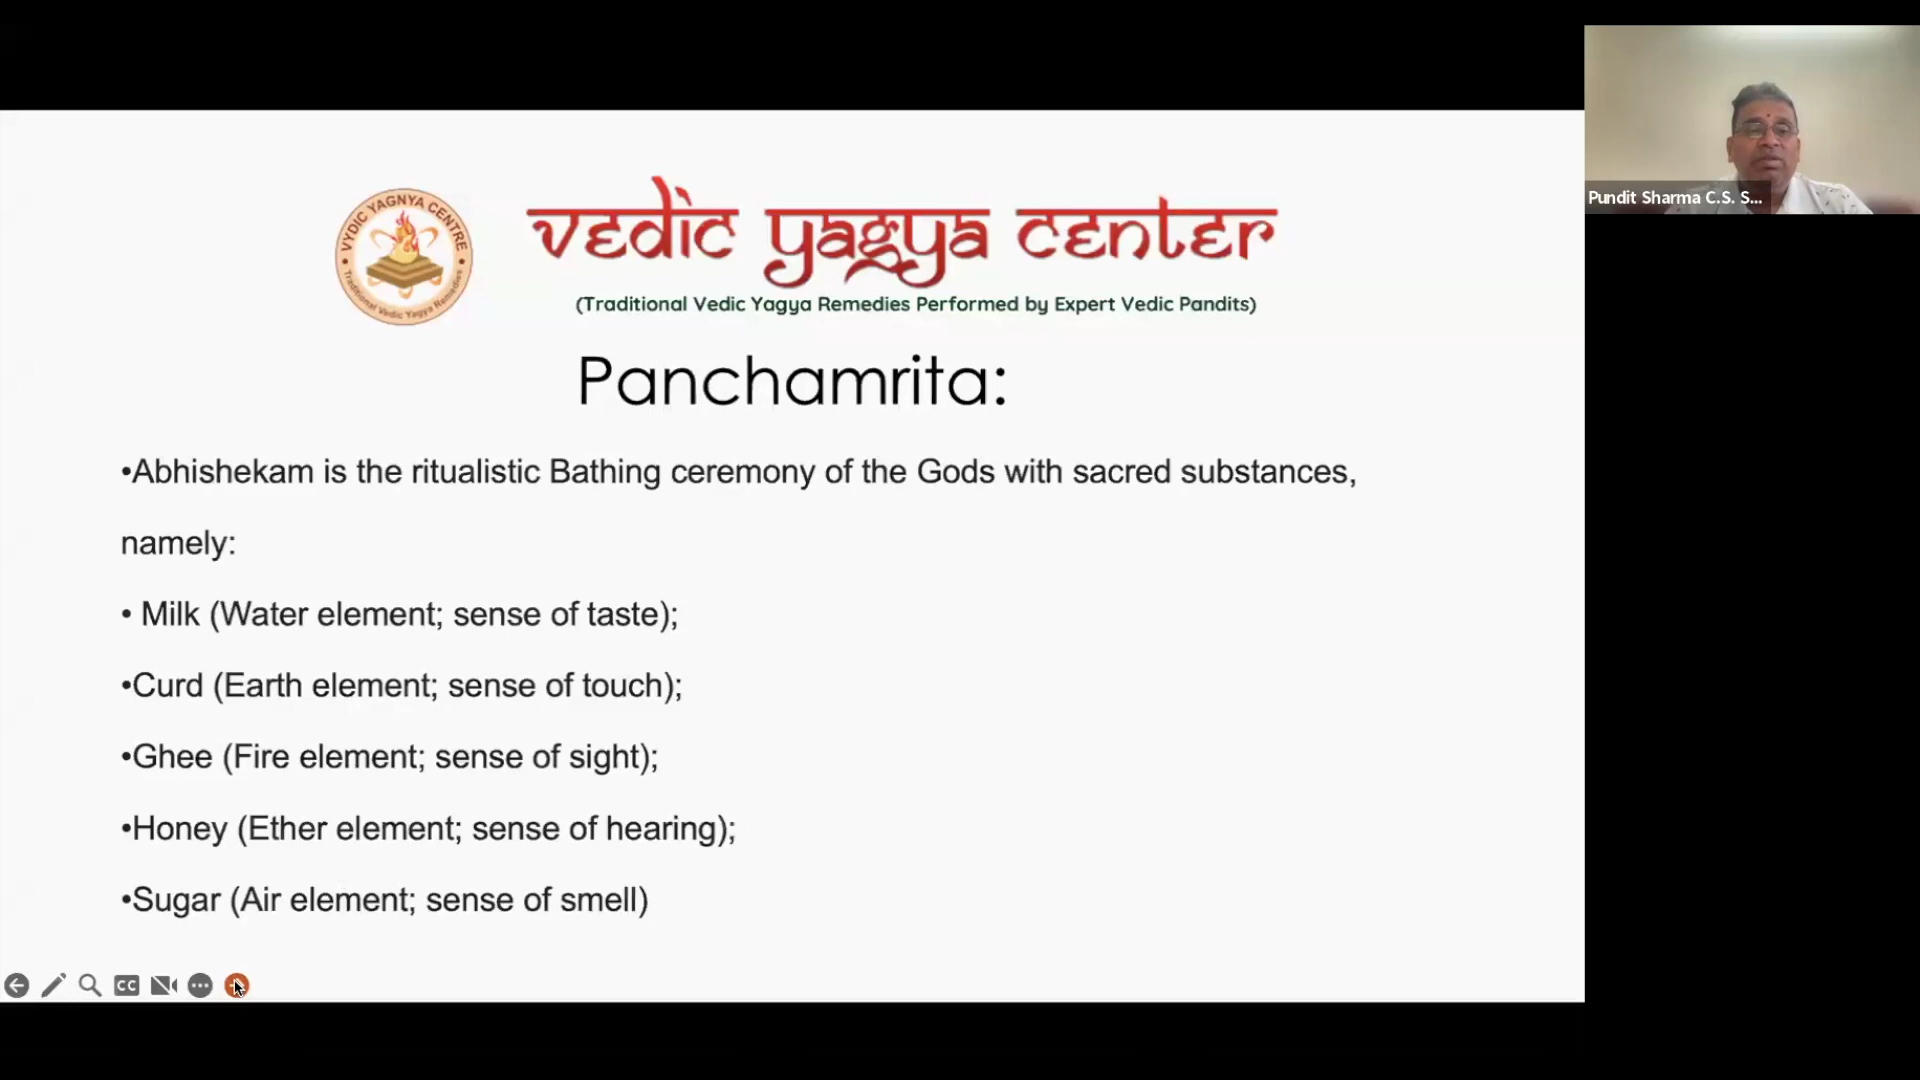 Pundit Sharma C.S. S...
VYDIC YAGNYA CENTRE
Traditional Vedic Yagya Remedies
vedic yagya center
(Traditional Vedic Yagya Remedies Performed by Expert Vedic Pandits)
Panchamrita:
•Abhishekam is the ritualistic Bathing ceremony of the Gods with sacred substances,
namely:
• Milk (Water element; sense of taste);
•Curd (Earth element; sense of touch);
•Ghee (Fire element; sense of sight);
•Honey (Ether element; sense of hearing);
•Sugar (Air element; sense of smell)
CC